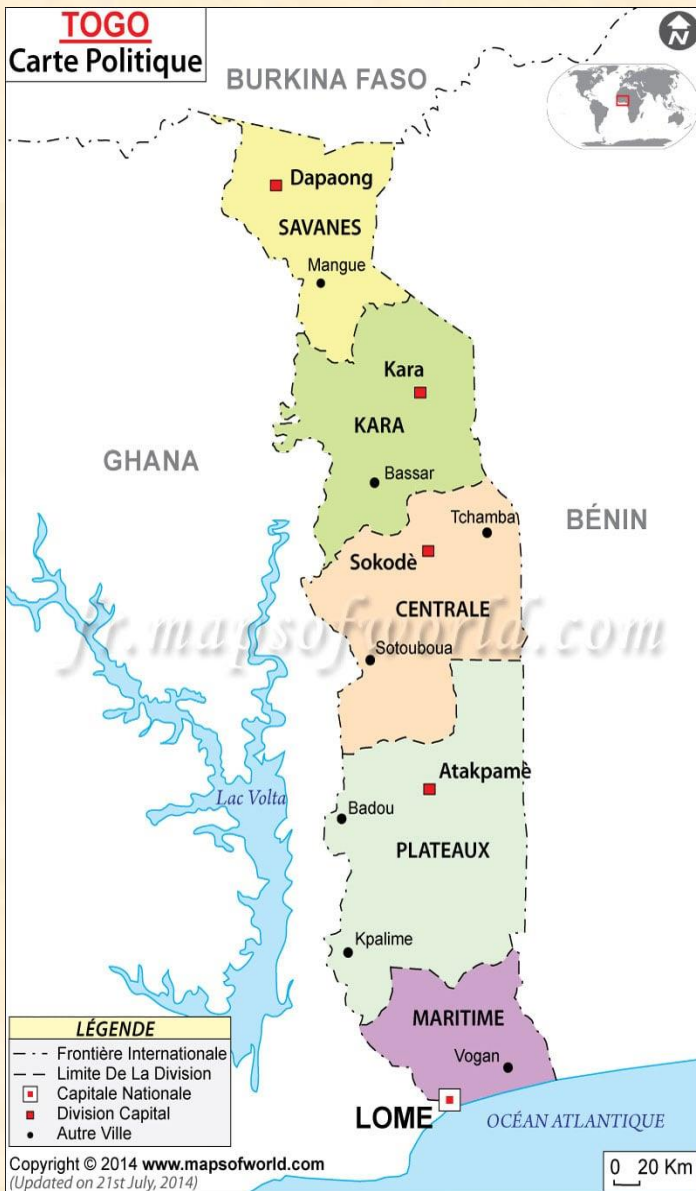 TOGO
Carte Politique
N
BURKINA FASO
Dapaong
SAVANES
Mangue
Kara
KARA
GHANA
Bassar
BÉNIN
Tchamba
Sokodè
CENTRALE
fr.mapsofworld.com
Sotouboua
Atakpamè
Lac Volta
Badou
PLATEAUX
Kpalime
MARITIME
Vogan
LOME
OCÉAN ATLANTIQUE
LÉGENDE
Frontière Internationale
Limite De La Division
Capitale Nationale
Division Capital
Autre Ville
Copyright © 2014 www.mapsofworld.com
(Updated on 21st July, 2014)
0 20 Km